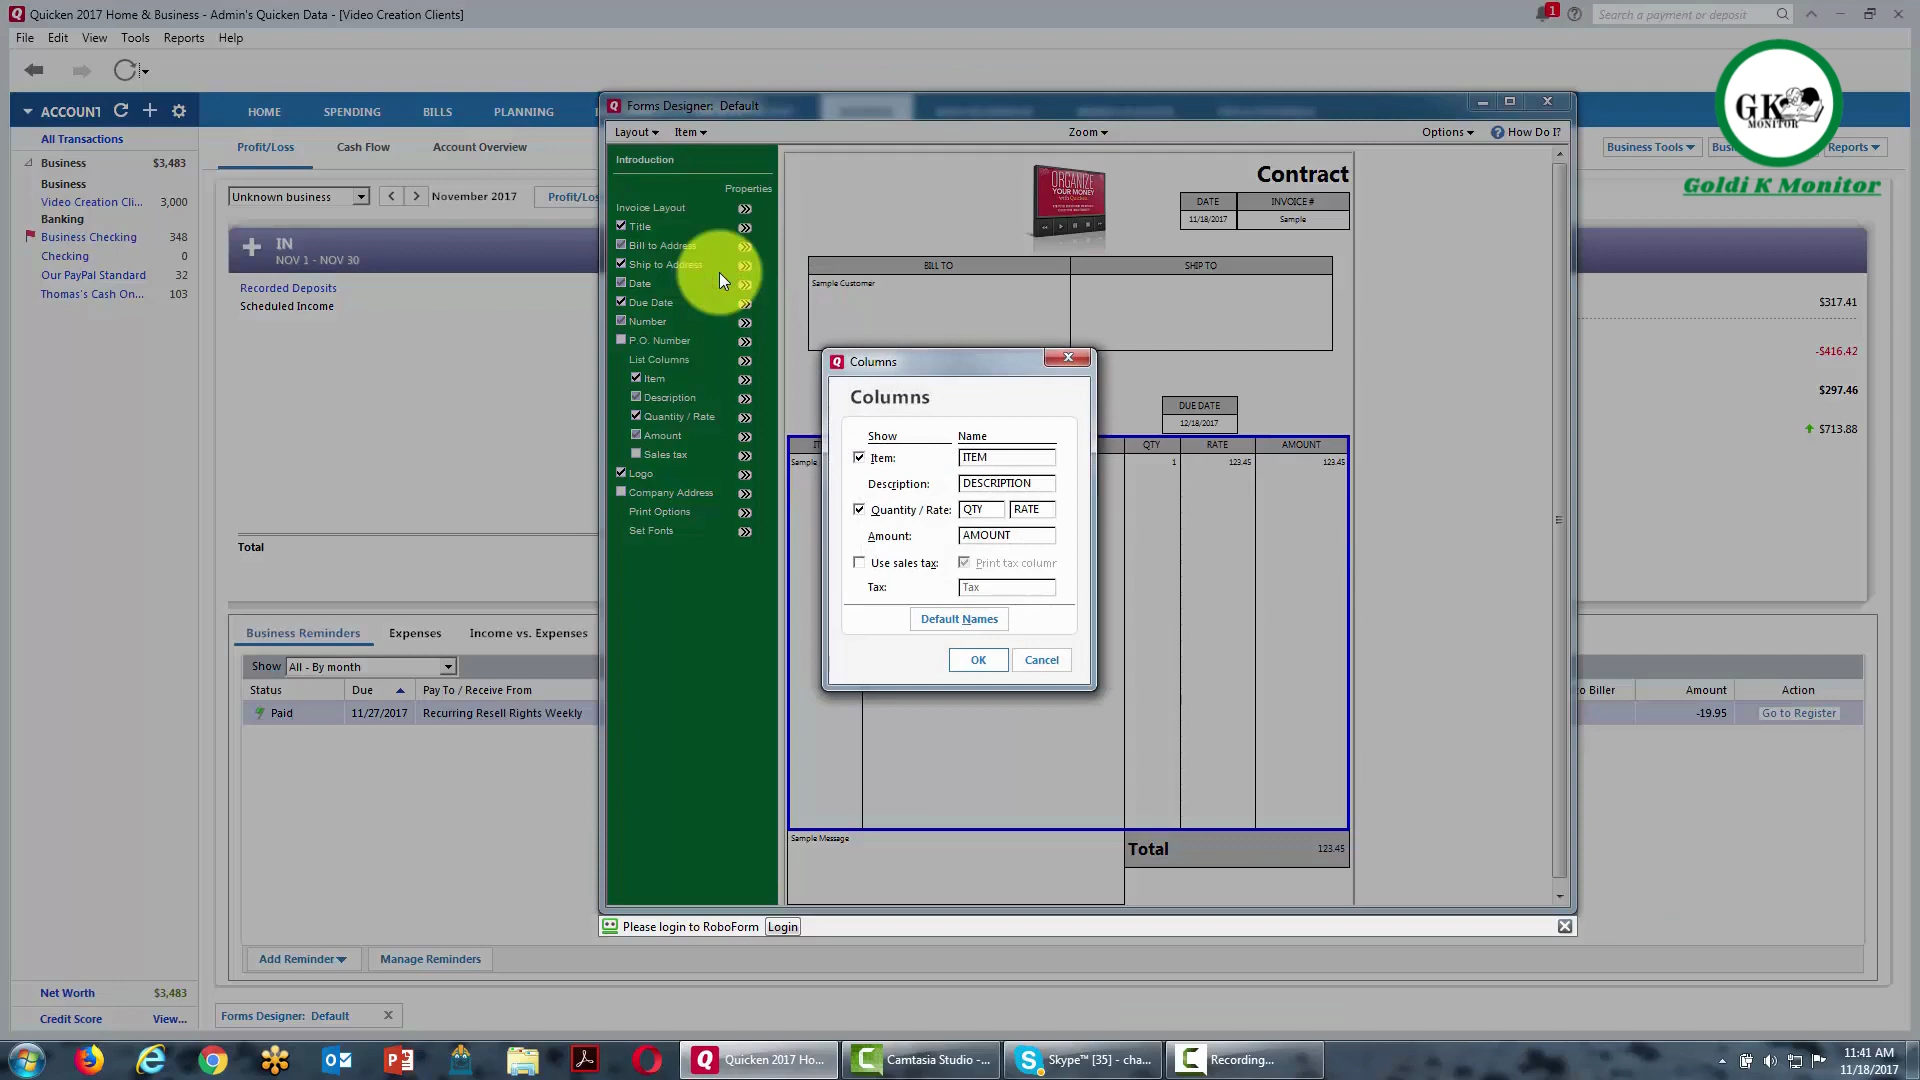 Quicken 2017 Home & Business - Admin's Quicken Data - [Video Creation Clients]
1
Search a payment or deposit
File Edit View Tools Reports Help
GK
MONITOR
Goldi K Monitor
ACCOUNT
HOME SPENDING BILLS PLANNING
All Transactions
Business $3,483
Business
Video Creation Cli... 3,000
Banking
Business Checking 348
Checking 0
Our PayPal Standard 32
Thomas's Cash On... 103
Net Worth $3,483
Credit Score View...
Profit/Loss Cash Flow Account Overview
Business Tools Reports
Unknown business November 2017 Profit/Los
IN
NOV 1 - NOV 30
Recorded Deposits
Scheduled Income
Total
$317.41
-$416.42
$297.46
$713.88
Business Reminders Expenses Income vs. Expenses
Show All - By month
Status Due Pay To / Receive From
Paid 11/27/2017 Recurring Resell Rights Weekly
o Biller Amount Action
-19.95 Go to Register
Add Reminder Manage Reminders
Forms Designer: Default
Forms Designer: Default
Layout Item Zoom Options How Do I?
Introduction
Properties
Invoice Layout
Title
Bill to Address
Ship to Address
Date
Due Date
Number
P.O. Number
List Columns
Item
Description
Quantity / Rate
Amount
Sales tax
Logo
Company Address
Print Options
Set Fonts
ORGANIZE
YOUR MONEY
Contract
DATE INVOICE #
11/18/2017 Sample
BILL TO SHIP TO
Sample Customer
DUE DATE
12/18/2017
QTY RATE AMOUNT
Sample 1 123.45 123.45
Sample Message
Total 123.45
Columns
Columns
Show Name
Item: ITEM
Description: DESCRIPTION
Quantity / Rate: QTY RATE
Amount: AMOUNT
Use sales tax: Print tax column
Tax: Tax
Default Names
OK Cancel
Please login to RoboForm Login
Quicken 2017 Ho...
Camtasia Studio -...
Skype™ [35] - cha...
Recording...
11:41 AM
11/18/2017